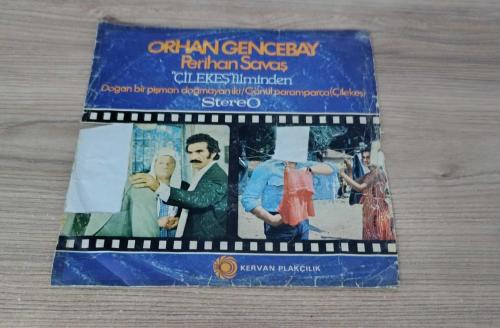 ORHAN GENCEBAY
Perihan Savaş
"ÇİLEKEŞ" filminden
Doğan bir pişman doğmayan iki/Gönül paramparça (Çilekeş)
StereO
KERVAN PLAKÇILIK